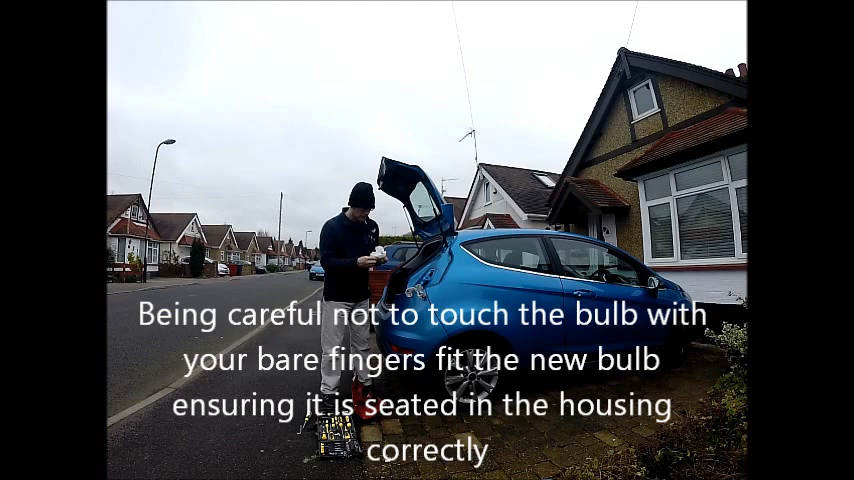 Being careful not to touch the bulb with
your bare fingers fit the new bulb
ensuring it is seated in the housing
correctly